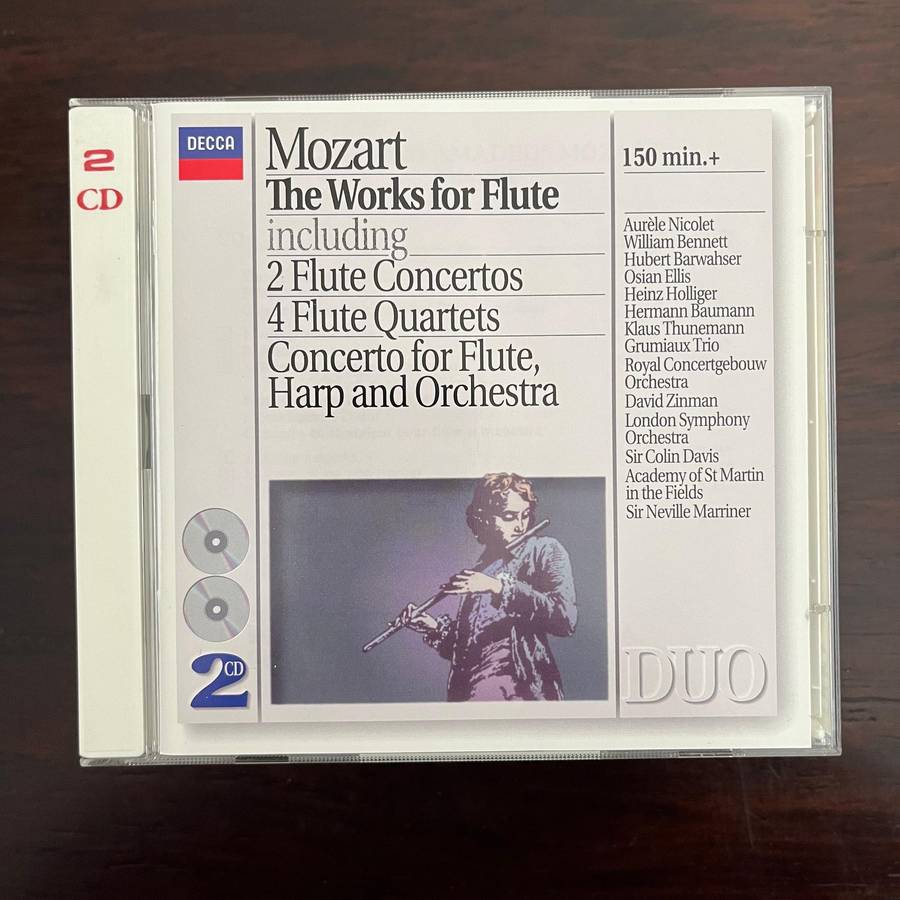 2
CD
DECCA
Mozart
The Works for Flute
including
2 Flute Concertos
4 Flute Quartets
Concerto for Flute,
Harp and Orchestra
2CD
150 min.+
Aurèle Nicolet
William Bennett
Hubert Barwahser
Osian Ellis
Heinz Holliger
Hermann Baumann
Klaus Thunemann
Grumiaux Trio
Royal Concertgebouw
Orchestra
David Zinman
London Symphony
Orchestra
Sir Colin Davis
Academy of St Martin
in the Fields
Sir Neville Marriner
DUO